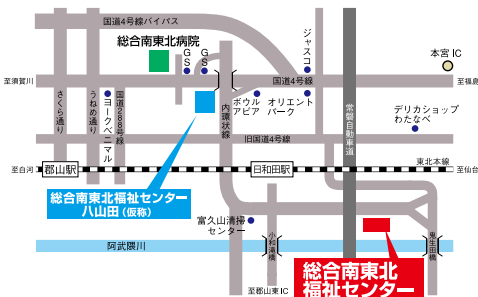 国道4号線バイパス
総合南東北病院
GS
GS
ジャスコ
本宮IC
至須賀川
国道4号線
至福島
さくら通り
うねめ通り
ヨークベニマル
国道288号線
内環状線
ボウル
アピア
オリエント
パーク
常磐自動車道
デリカショップ
わたなべ
旧国道4号線
東北本線
至白河
郡山駅
日和田駅
至仙台
総合南東北福祉センター
八山田（仮称）
富久山清掃
センター
小和滝橋
鬼生田橋
阿武隈川
総合南東北
福祉センター
至郡山東IC